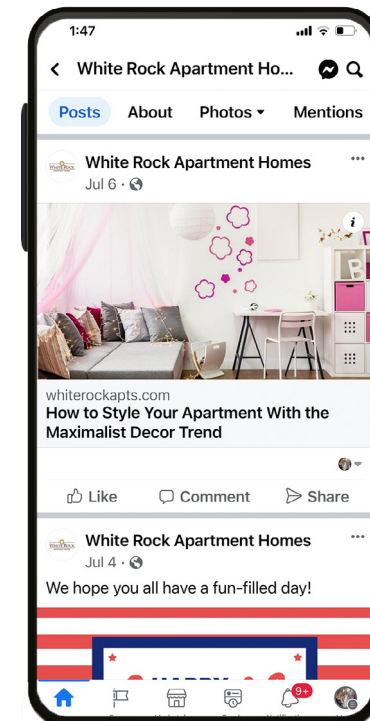 1:47
White Rock Apartment Ho...
Posts About Photos Mentions
White Rock Apartment Homes
Jul 6 ·
i
B
whiterockapts.com
How to Style Your Apartment With the
Maximalist Decor Trend
Like Comment Share
White Rock Apartment Homes
Jul 4 ·
We hope you all have a fun-filled day!
9+